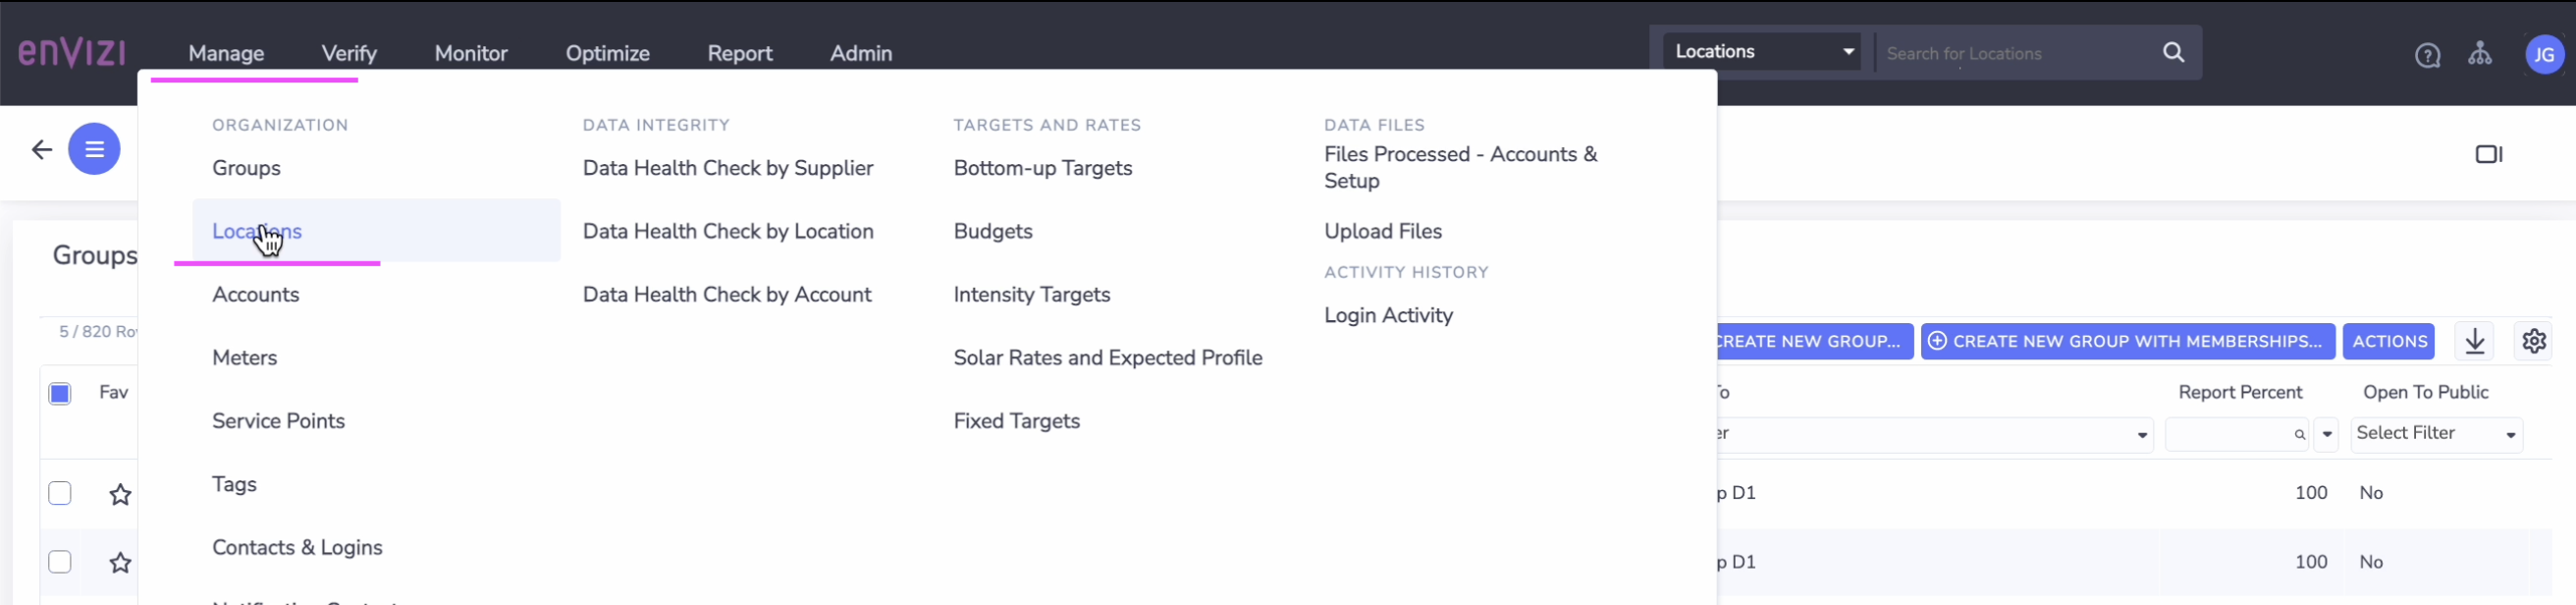 enVizi Manage Verify Monitor Optimize Report Admin Locations Search for Locations JG
ORGANIZATION
Groups
Locations
Accounts
Meters
Service Points
Tags
Contacts & Logins
DATA INTEGRITY
Data Health Check by Supplier
Data Health Check by Location
Data Health Check by Account
TARGETS AND RATES
Bottom-up Targets
Budgets
Intensity Targets
Solar Rates and Expected Profile
Fixed Targets
DATA FILES
Files Processed - Accounts &
Setup
Upload Files
ACTIVITY HISTORY
Login Activity
Groups
5 / 820
CREATE NEW GROUP... CREATE NEW GROUP WITH MEMBERSHIPS... ACTIONS
Fav To Report Percent Open To Public
er Select Filter
p D1 100 No
p D1 100 No